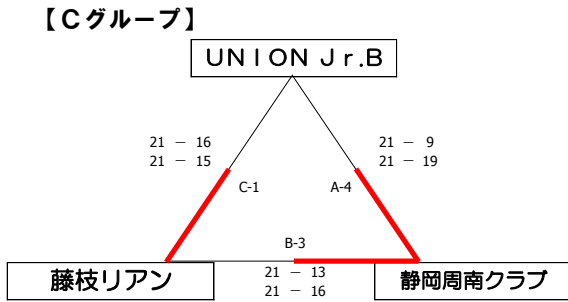 【Cグループ】
UNION Jr.B
21 － 16
21 － 15
21 － 9
21 － 19
C-1
A-4
B-3
藤枝リアン
21 － 13
21 － 16
静岡周南クラブ